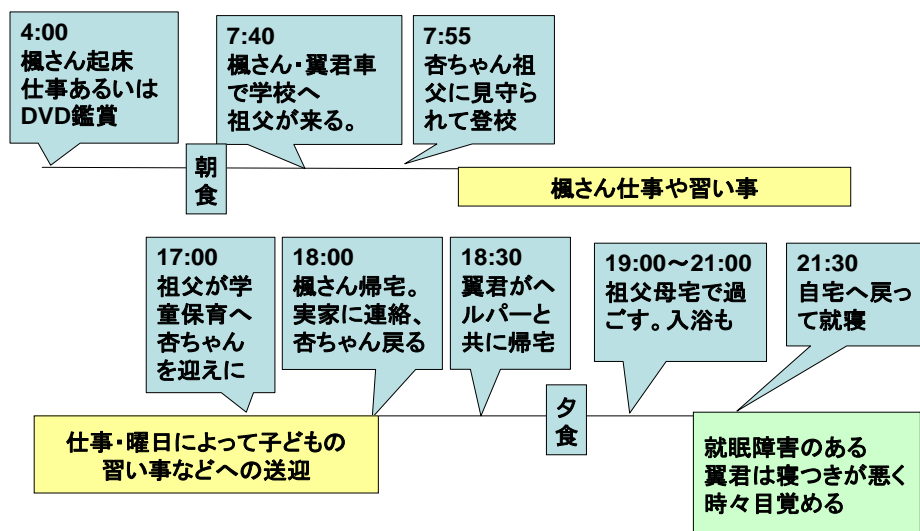 4:00
楓さん起床
仕事あるいは
DVD鑑賞
7:40
楓さん・翼君車
で学校へ
祖父が来る。
7:55
杏ちゃん祖
父に見守ら
れて登校
朝
食
楓さん仕事や習い事
17:00
祖父が学
童保育へ
杏ちゃん
を迎えに
18:00
楓さん帰宅。
実家に連絡、
杏ちゃん戻る
18:30
翼君がヘ
ルパーと
共に帰宅
19:00～21:00
祖父母宅で過
ごす。入浴も
21:30
自宅へ戻っ
て就寝
夕
食
仕事・曜日によって子どもの
習い事などへの送迎
就眠障害のある
翼君は寝つきが悪く
時々目覚める